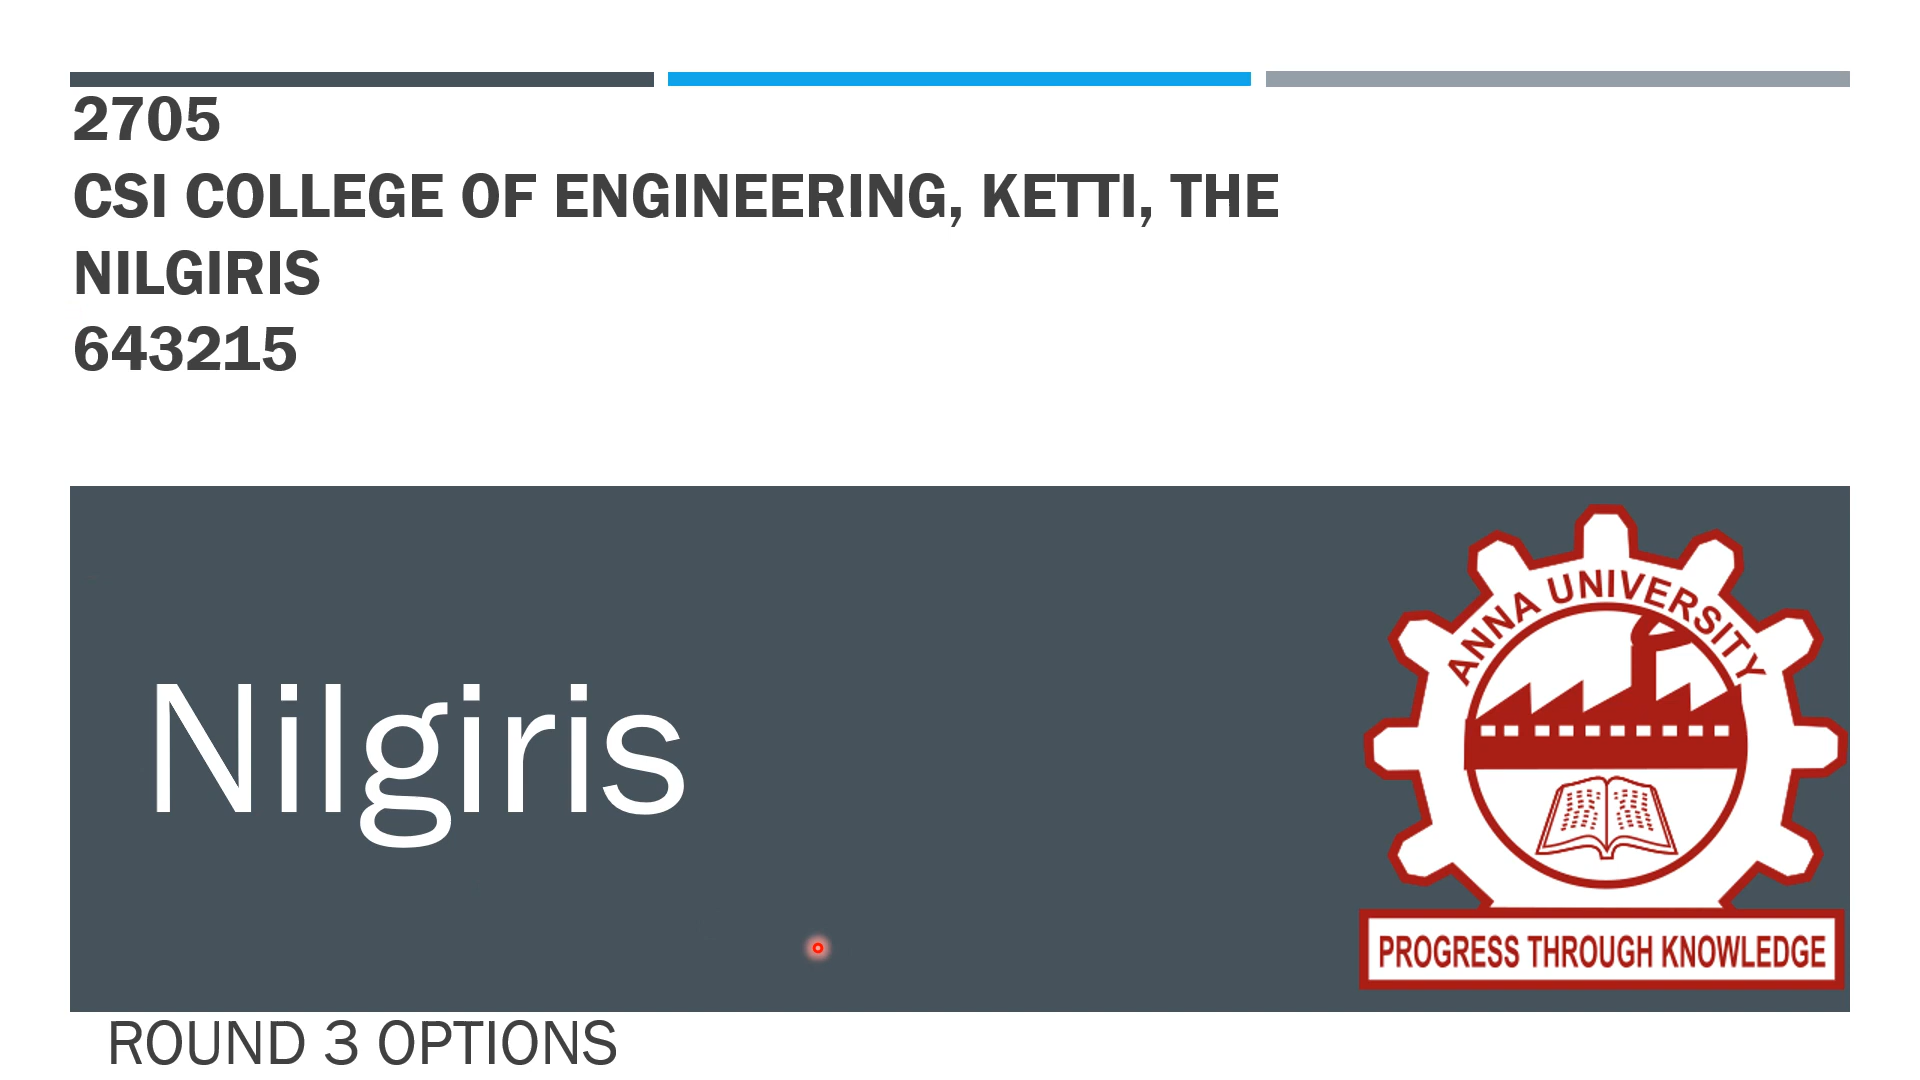 2705
CSI COLLEGE OF ENGINEERING, KETTI, THE
NILGIRIS
643215
Nilgiris
ANNA UNIVERSITY
PROGRESS THROUGH KNOWLEDGE
ROUND 3 OPTIONS